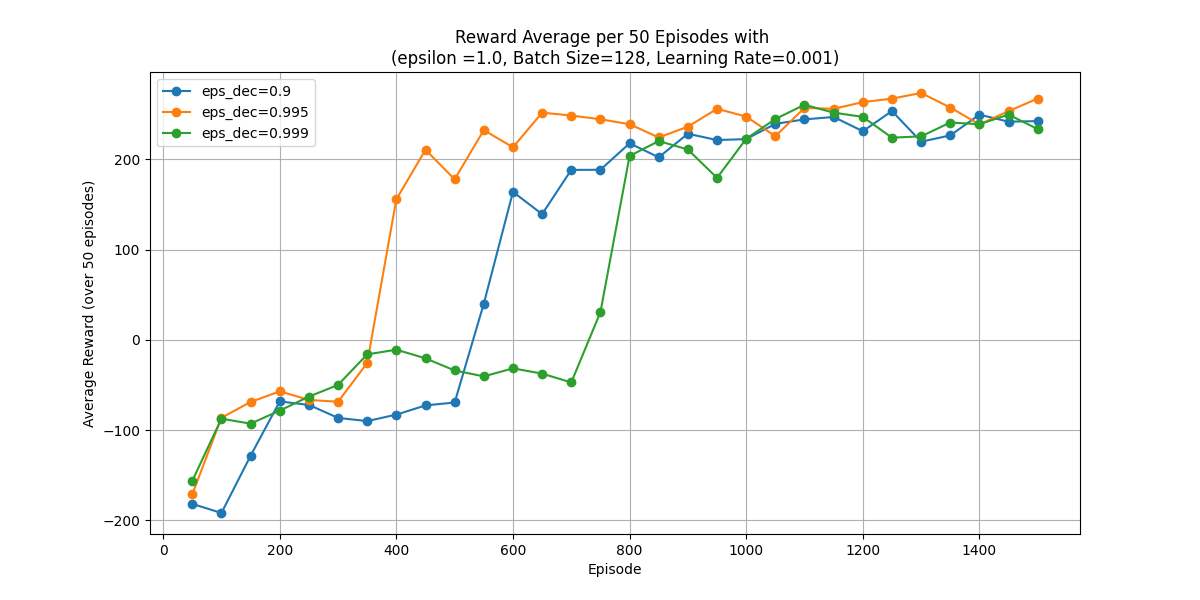 Reward Average per 50 Episodes with
(epsilon =1.0, Batch Size=128, Learning Rate=0.001)
eps_dec=0.9
eps_dec=0.995
eps_dec=0.999
Average Reward (over 50 episodes)
200
100
0
−100
−200
0 200 400 600 800 1000 1200 1400
Episode